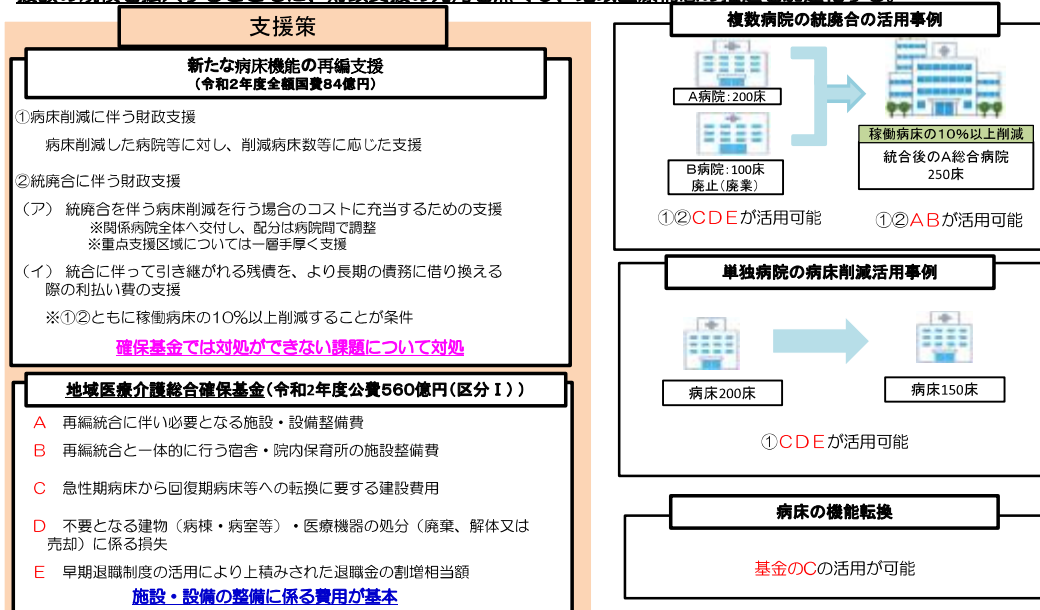 支援策
新たな病床機能の再編支援
(令和2年度全額国費84億円)
①病床削減に伴う財政支援
病床削減した病院等に対し、削減病床数等に応じた支援
②統廃合に伴う財政支援
(ア) 統廃合を伴う病床削減を行う場合のコストに充当するための支援
※関係病院全体へ交付し、配分は病院間で調整
※重点支援区域については一層手厚く支援
(イ) 統合に伴って引き継がれる残債を、より長期の債務に借り換える
際の利払い費の支援
※①②ともに稼働病床の10%以上削減することが条件
確保基金では対処ができない課題について対処
地域医療介護総合確保基金(令和2年度公費560億円(区分Ⅰ))
A 再編統合に伴い必要となる施設・設備整備費
B 再編統合と一体的に行う宿舎・院内保育所の施設整備費
C 急性期病床から回復期病床等への転換に要する建設費用
D 不要となる建物(病棟・病室等)・医療機器の処分(廃棄、解体又は
売却)に係る損失
E 早期退職制度の活用により上積みされた退職金の割増相当額
施設・設備の整備に係る費用が基本
複数病院の統廃合の活用事例
A病院:200床
B病院:100床
廃止(廃業)
①②CDEが活用可能
稼働病床の10%以上削減
統合後のA総合病院
250床
①②ABが活用可能
単独病院の病床削減活用事例
病床200床
病床150床
①CDEが活用可能
病床の機能転換
基金のCの活用が可能